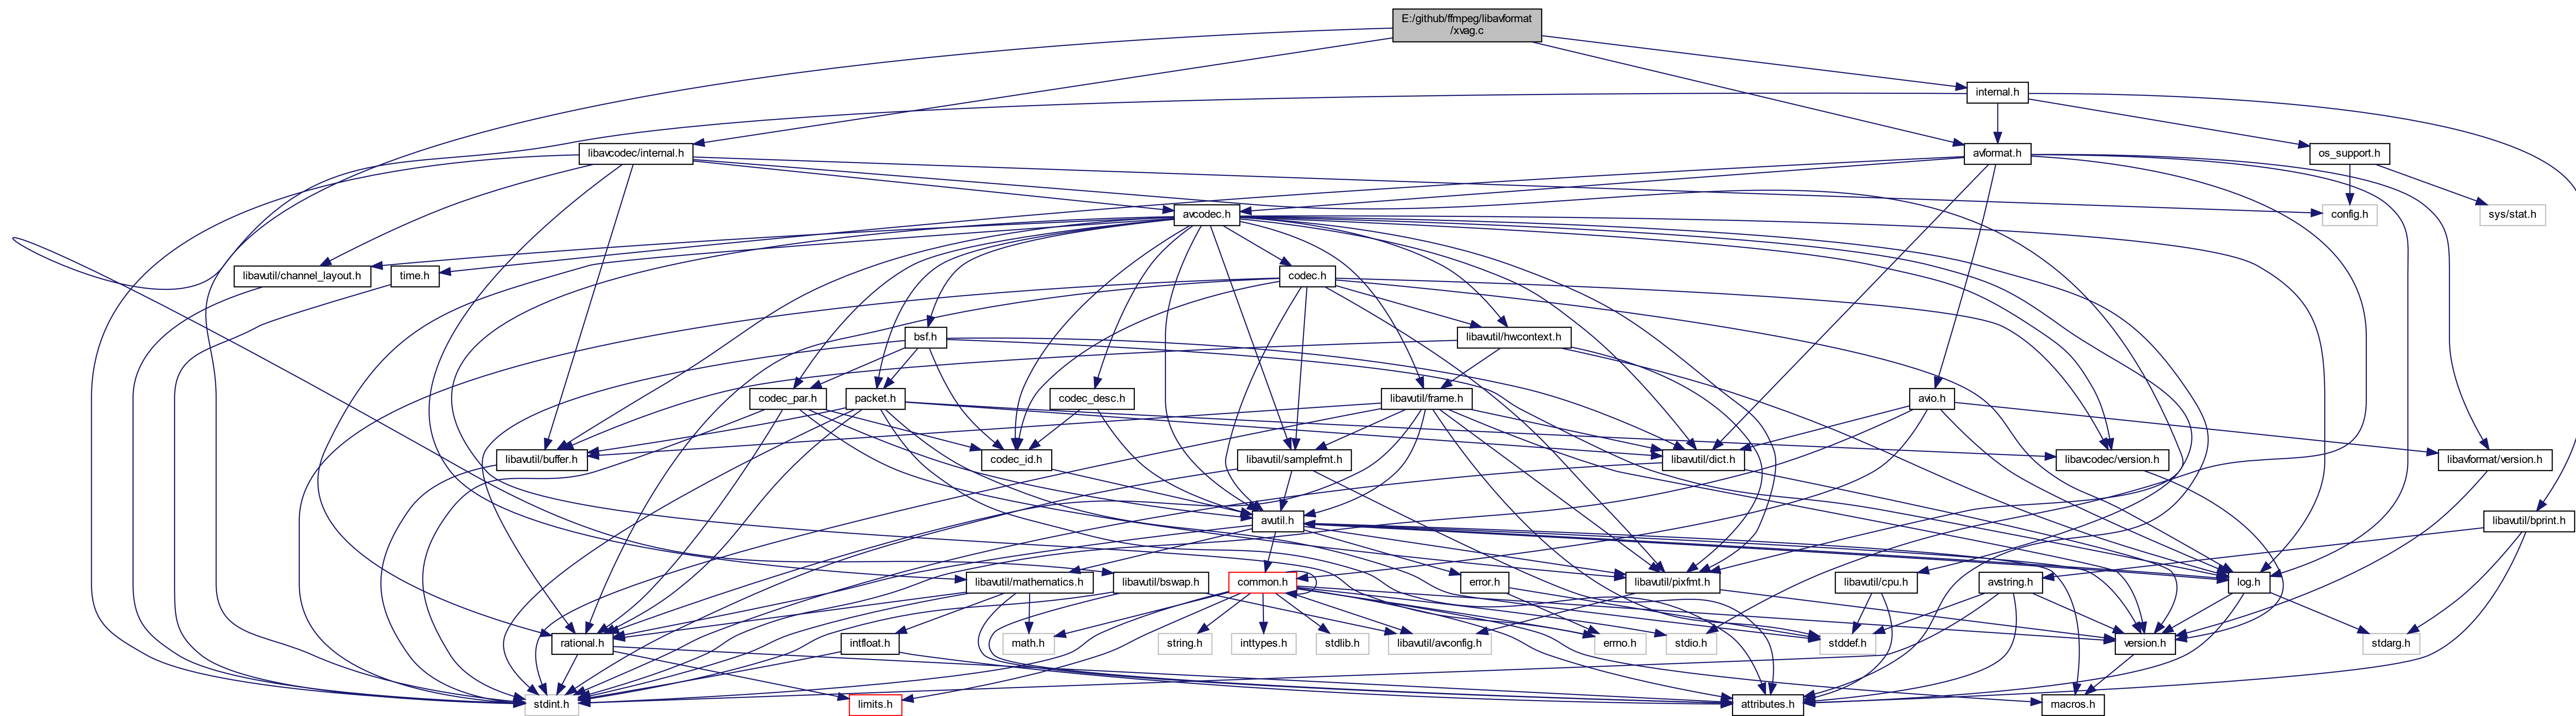 E:/github/ffmpeg/libavformat
/xvag.c
internal.h
libavcodec/internal.h
avformat.h
os_support.h
avcodec.h
config.h
sys/stat.h
libavutil/channel_layout.h
time.h
codec.h
bsf.h
libavutil/hwcontext.h
codec_par.h
packet.h
codec_desc.h
libavutil/frame.h
avio.h
libavutil/buffer.h
codec_id.h
libavutil/samplefmt.h
libavutil/dict.h
libavcodec/version.h
libavformat/version.h
avutil.h
libavutil/bprint.h
libavutil/mathematics.h
libavutil/bswap.h
common.h
error.h
libavutil/pixfmt.h
libavutil/cpu.h
avstring.h
log.h
rational.h
intfloat.h
math.h
string.h
inttypes.h
stdlib.h
libavutil/avconfig.h
errno.h
stdio.h
stddef.h
version.h
stdarg.h
stdint.h
limits.h
attributes.h
macros.h